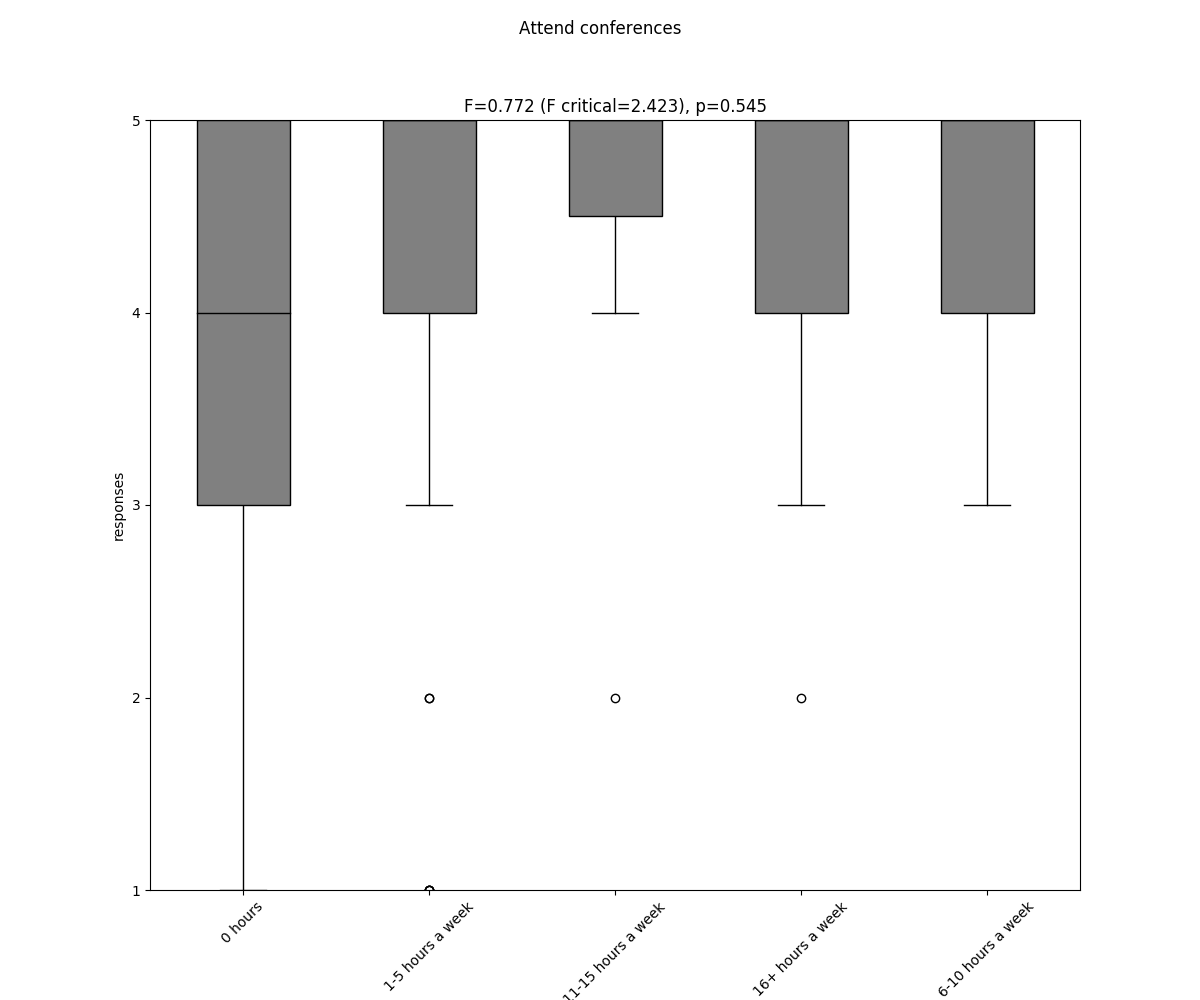 Attend conferences
F=0.772 (F critical=2.423), p=0.545
5
4
3
2
1
responses
0 hours
1-5 hours a week
11-15 hours a week
16+ hours a week
6-10 hours a week